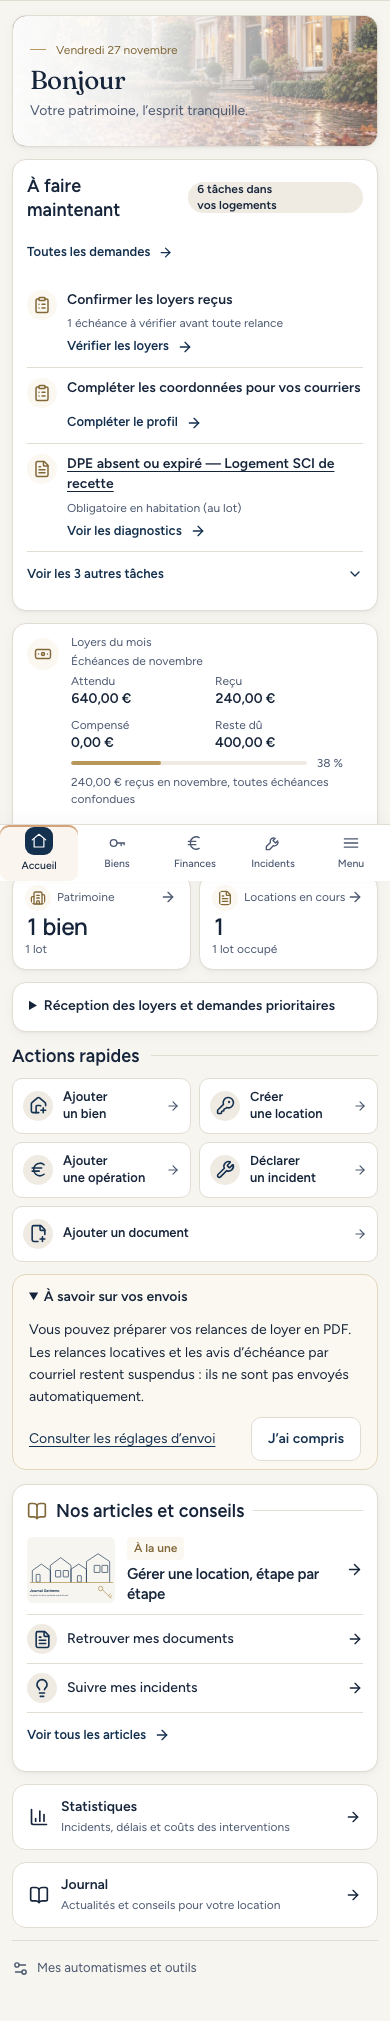 Vendredi 27 novembre
Bonjour
Votre patrimoine, l’esprit tranquille.
À faire
maintenant
6 tâches dans
vos logements
Toutes les demandes
Confirmer les loyers reçus
1 échéance à vérifier avant toute relance
Vérifier les loyers
Compléter les coordonnées pour vos courriers
Compléter le profil
DPE absent ou expiré — Logement SCI de
recette
Obligatoire en habitation (au lot)
Voir les diagnostics
Voir les 3 autres tâches
Loyers du mois
Échéances de novembre
Attendu
Reçu
640,00 €
240,00 €
Compensé
Reste dû
0,00 €
400,00 €
38 %
240,00 € reçus en novembre, toutes échéances
confondues
Accueil
Biens
Finances
Incidents
Menu
Patrimoine
1 bien
1 lot
Locations en cours
1
1 lot occupé
Réception des loyers et demandes prioritaires
Actions rapides
Ajouter
un bien
Créer
une location
Ajouter
une opération
Déclarer
un incident
Ajouter un document
À savoir sur vos envois
Vous pouvez préparer vos relances de loyer en PDF.
Les relances locatives et les avis d’échéance par
courriel restent suspendus : ils ne sont pas envoyés
automatiquement.
Consulter les réglages d’envoi
J’ai compris
Nos articles et conseils
À la une
Gérer une location, étape par
étape
Retrouver mes documents
Suivre mes incidents
Voir tous les articles
Statistiques
Incidents, délais et coûts des interventions
Journal
Actualités et conseils pour votre location
Mes automatismes et outils